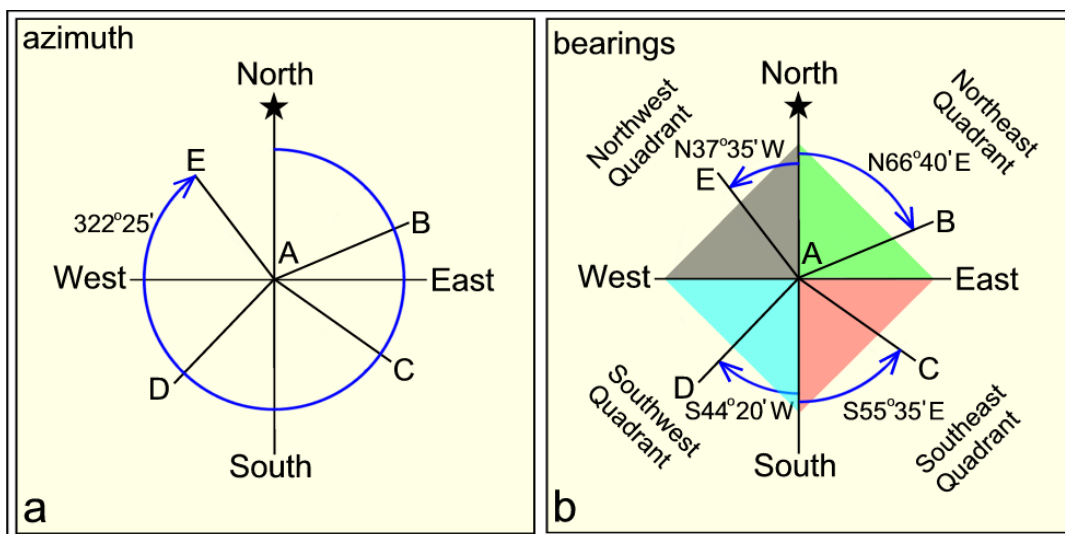 azimuth
North
E
322°25'
B
A
West
East
D
C
South
a
bearings
North
Northwest
Quadrant
Northeast
Quadrant
N37°35' W
N66°40' E
E
B
A
West
East
D
C
S44°20' W
S55°35' E
Southwest
Quadrant
Southeast
Quadrant
South
b